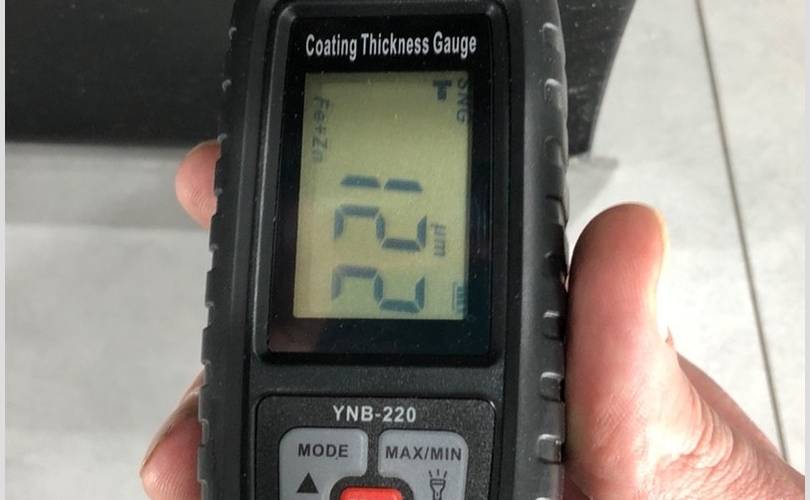 Coating Thickness Gauge
SNG
µm
122
Fe+Zn
YNB-220
MODE
MAX/MIN